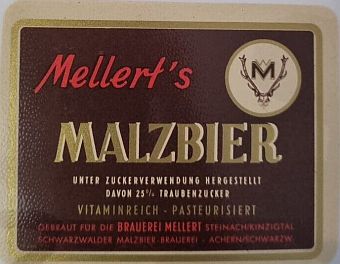 Mellert's
M
MALZBIER
UNTER ZUCKERVERWENDUNG HERGESTELLT
DAVON 25% TRAUBENZUCKER
VITAMINREICH - PASTEURISIERT
GEBRAUT FÜR DIE BRAUEREI MELLERT STEINACH/KINZIGTAL
SCHWARZWÄLDER MALZBIER-BRAUEREI - ACHERN/SCHWARZW.